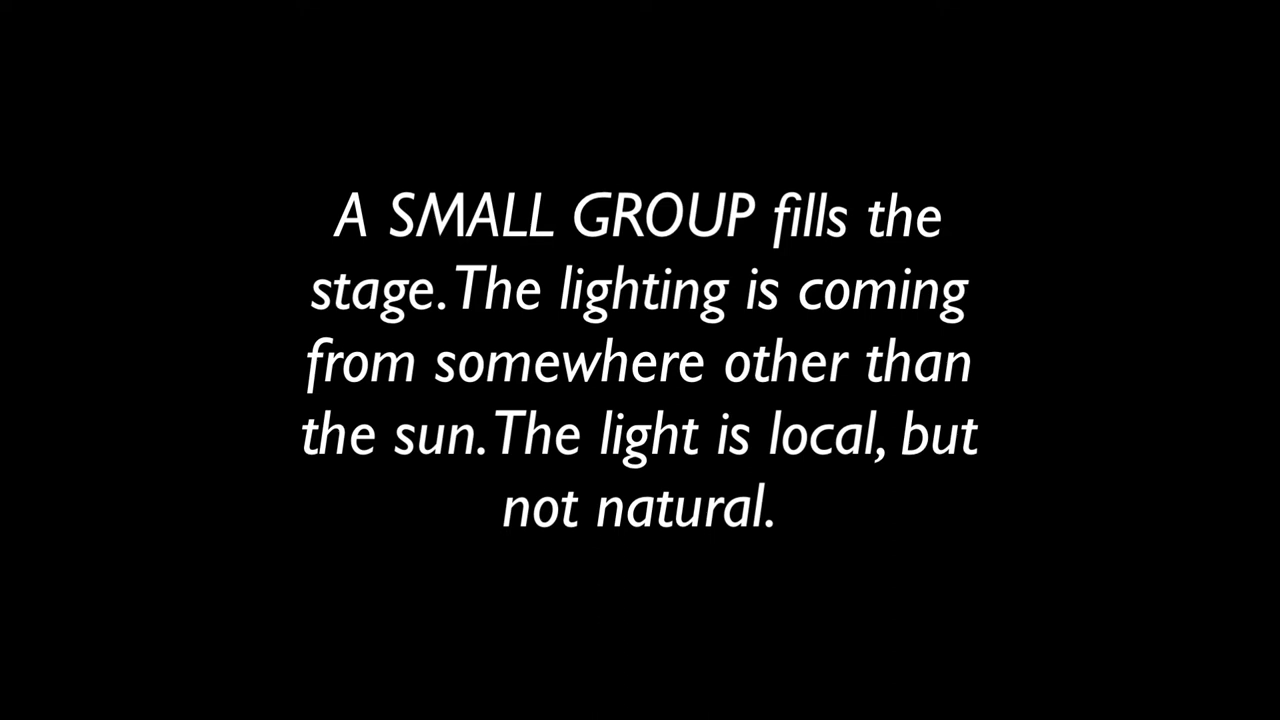 A SMALL GROUP fills the
stage. The lighting is coming
from somewhere other than
the sun. The light is local, but
not natural.